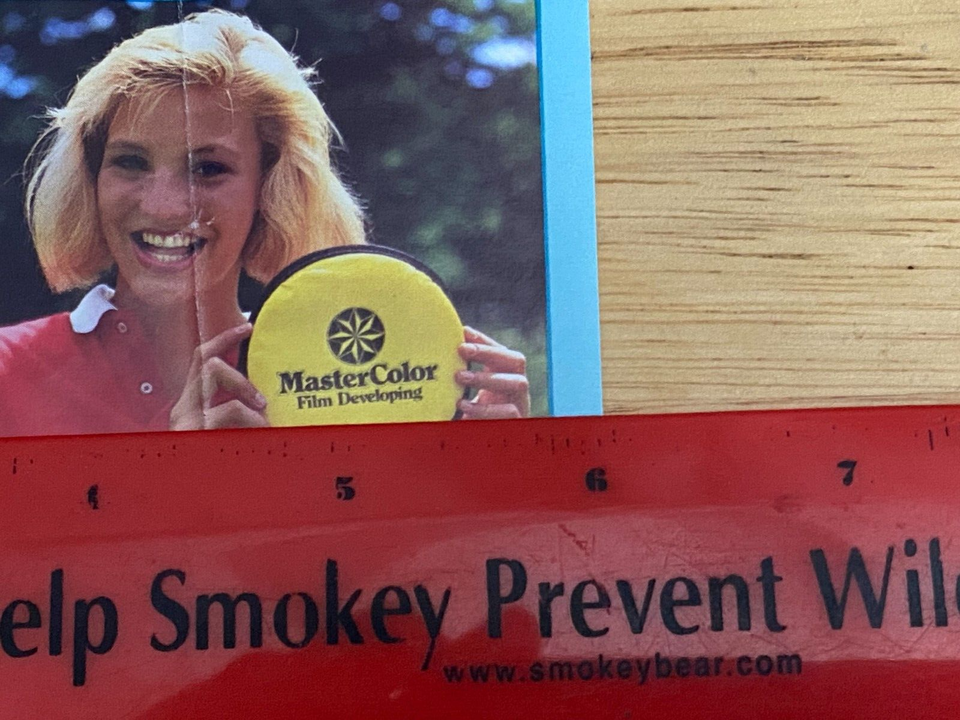 MasterColor
Film Developing
4 5 6 7
elp Smokey Prevent Wil
www.smokeybear.com